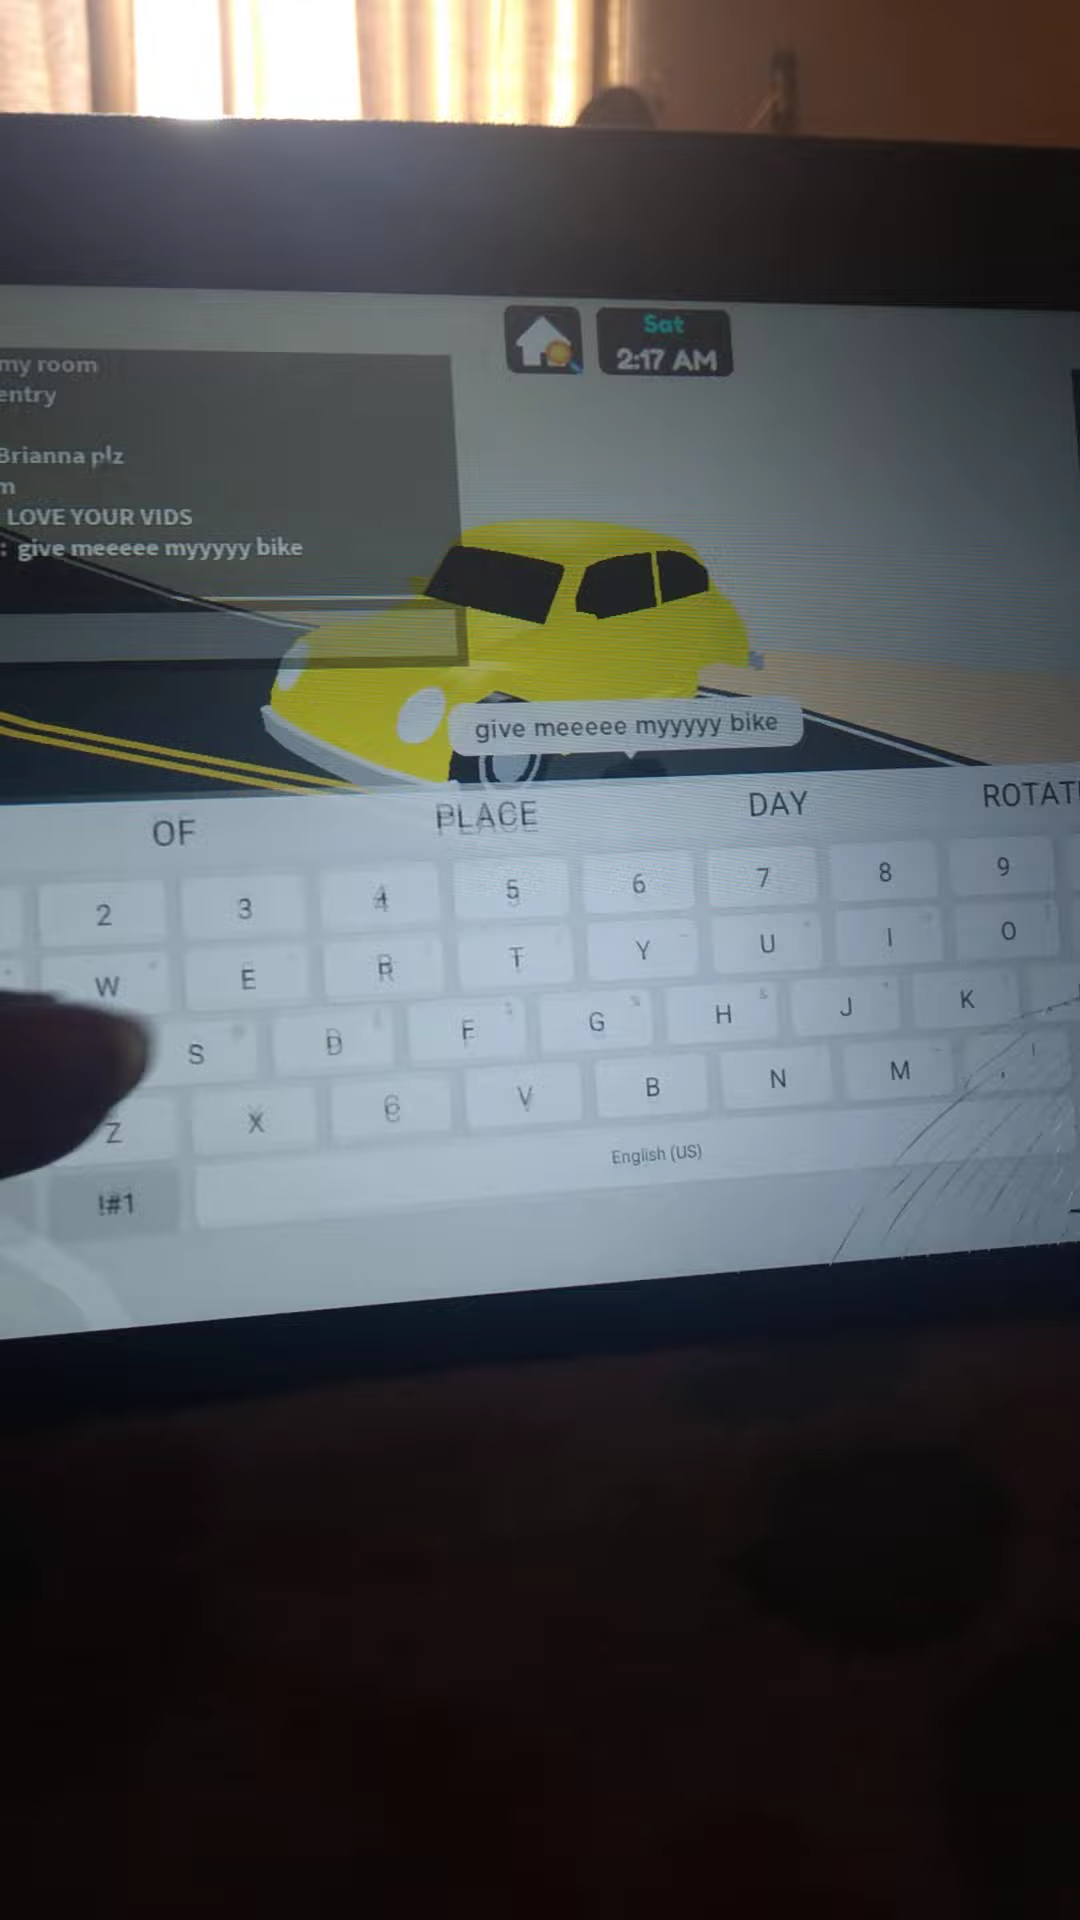 Sat
2:17 AM
my room
entry
Brianna plz
m
LOVE YOUR VIDS
: give meeeee myyyyy bike
give meeeee myyyyy bike
OF PLACE DAY ROTAT
2 3 4 5 6 7 8 9
W E R T Y U I O
S D F G H J K
Z X C V B N M ,
!#1 English (US)